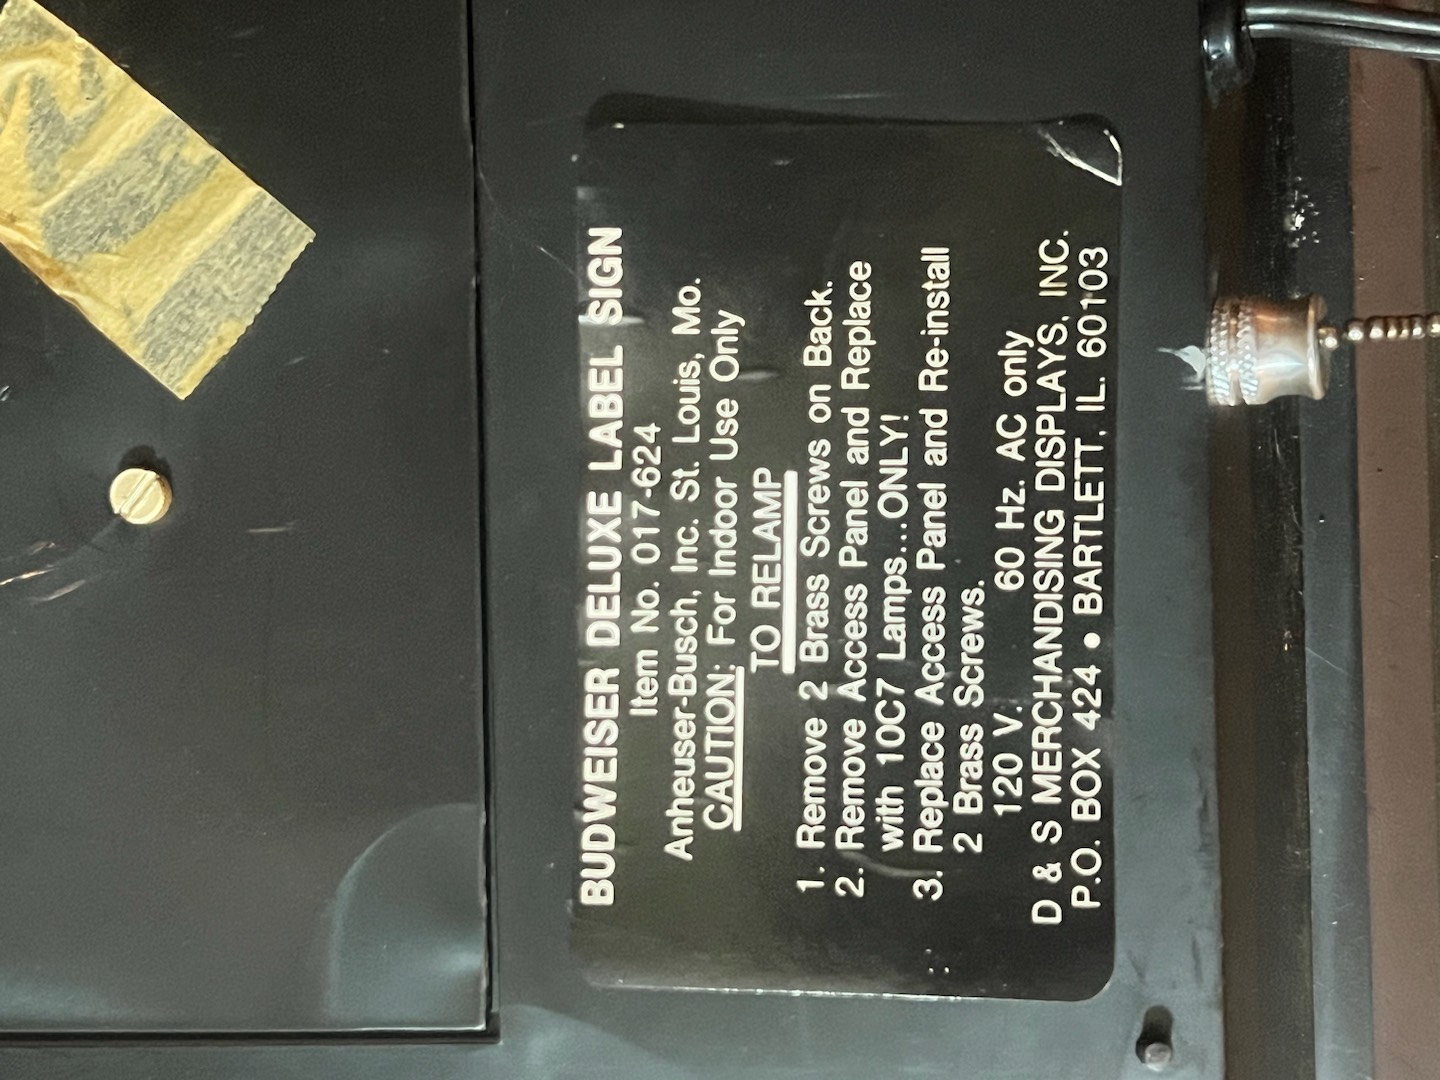 BUDWEISER DELUXE LABEL SIGN
Item No. 017-624
Anheuser-Busch, Inc. St. Louis, Mo.
CAUTION: For Indoor Use Only
TO RELAMP
1. Remove 2 Brass Screws on Back.
2. Remove Access Panel and Replace
with 10C7 Lamps...ONLY!
3. Replace Access Panel and Re-install
2 Brass Screws.
120 V. 60 Hz. AC only
D & S MERCHANDISING DISPLAYS, INC.
P.O. BOX 424 • BARTLETT, IL. 60103